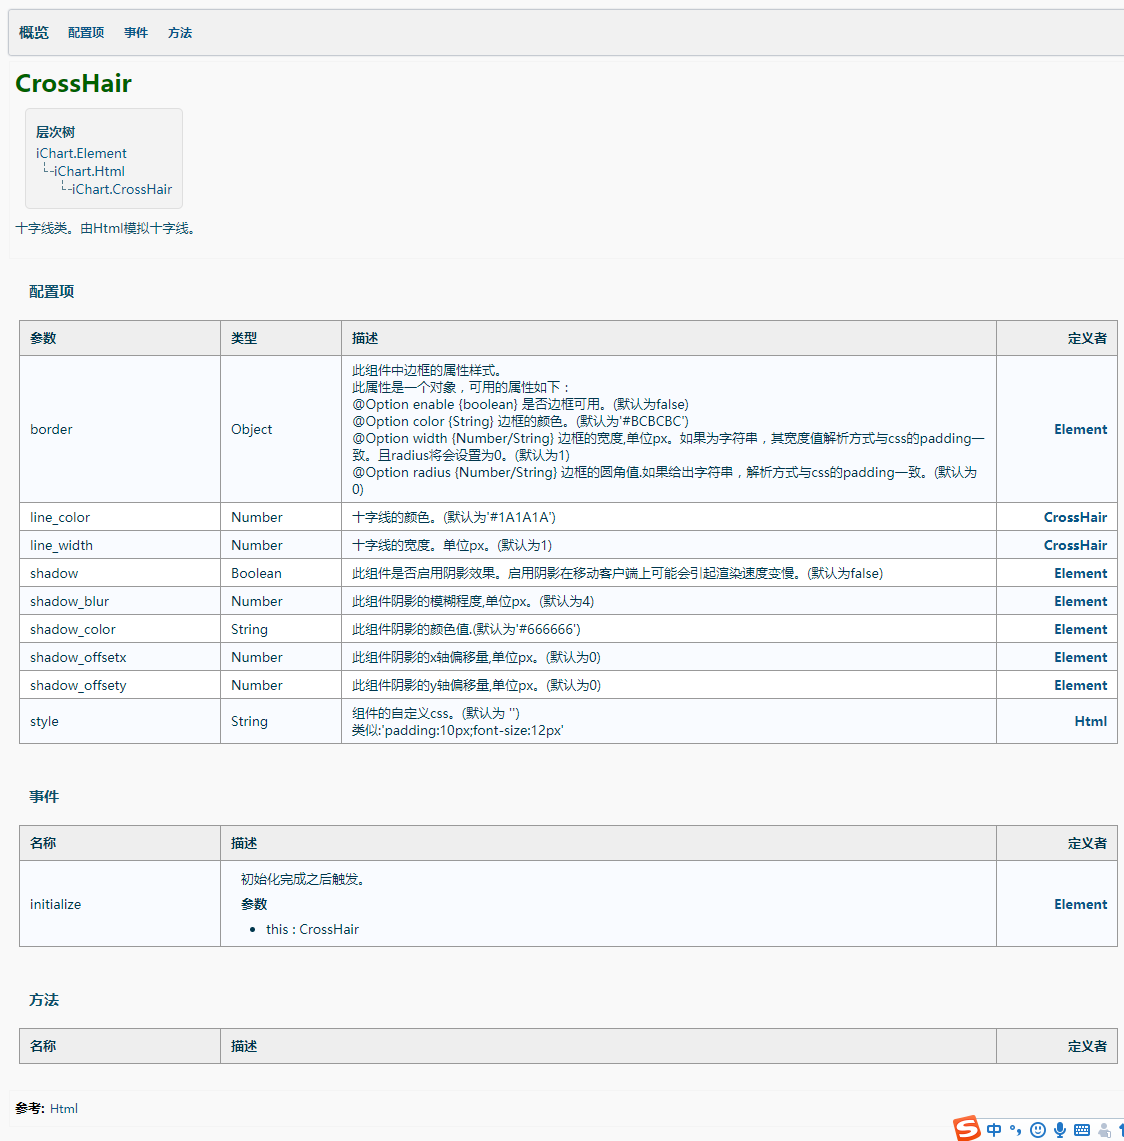 概览 配置项 事件 方法
CrossHair
层次树
iChart.Element
iChart.Html
iChart.CrossHair
十字线类。由Html模拟十字线。
配置项
参数 类型 描述 定义者
border Object 此组件中边框的属性样式。
此属性是一个对象，可用的属性如下：
@Option enable {boolean} 是否边框可用。(默认为false)
@Option color {String} 边框的颜色。(默认为'#BCBCBC')
@Option width {Number/String} 边框的宽度,单位px。如果为字符串，其宽度值解析方式与css的padding一
致。且radius将会设置为0。(默认为1)
@Option radius {Number/String} 边框的圆角值.如果给出字符串，解析方式与css的padding一致。(默认为
0) Element
line_color Number 十字线的颜色。(默认为'#1A1A1A') CrossHair
line_width Number 十字线的宽度。单位px。(默认为1) CrossHair
shadow Boolean 此组件是否启用阴影效果。启用阴影在移动客户端上可能会引起渲染速度变慢。(默认为false) Element
shadow_blur Number 此组件阴影的模糊程度,单位px。(默认为4) Element
shadow_color String 此组件阴影的颜色值.(默认为'#666666') Element
shadow_offsetx Number 此组件阴影的x轴偏移量,单位px。(默认为0) Element
shadow_offsety Number 此组件阴影的y轴偏移量,单位px。(默认为0) Element
style String 组件的自定义css。(默认为 '')
类似:'padding:10px;font-size:12px' Html
事件
名称 描述 定义者
initialize 初始化完成之后触发。
参数
• this : CrossHair Element
方法
名称 描述 定义者
参考: Html
S 中